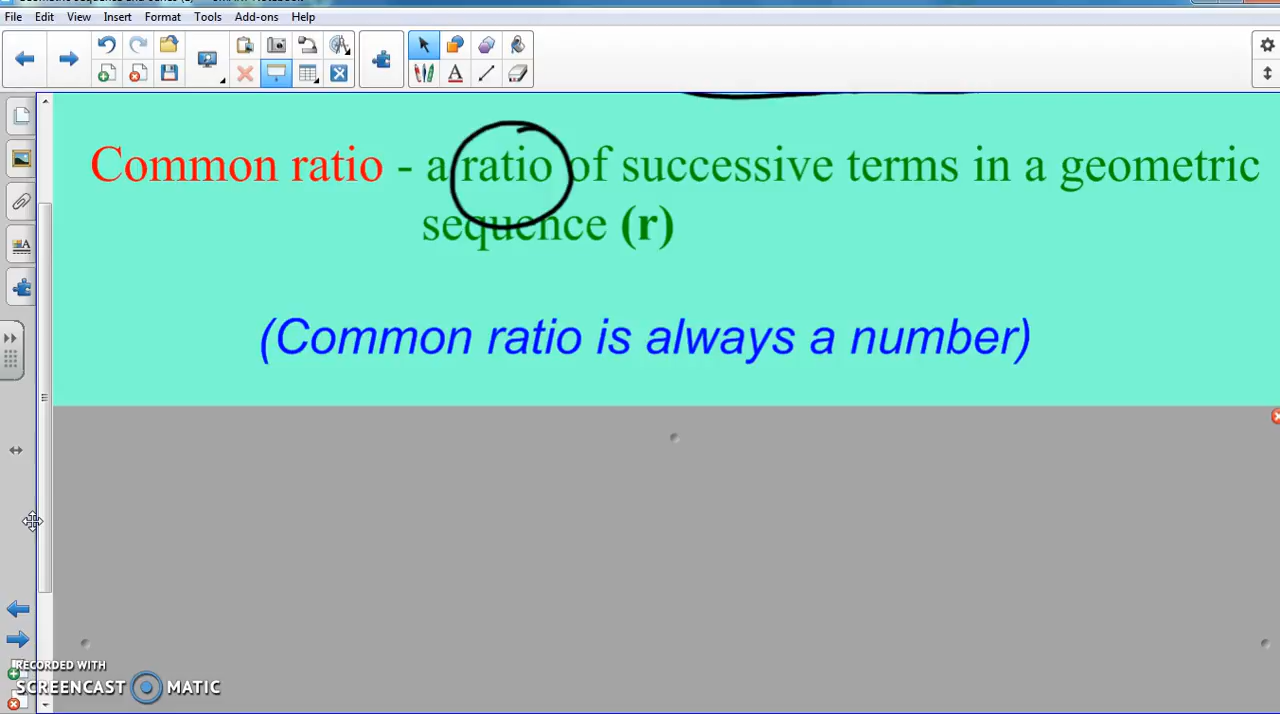 File Edit View Insert Format Tools Add-ons Help
Common ratio - a ratio of successive terms in a geometric
sequence (r)
(Common ratio is always a number)
RECORDED WITH
SCREENCAST MATIC